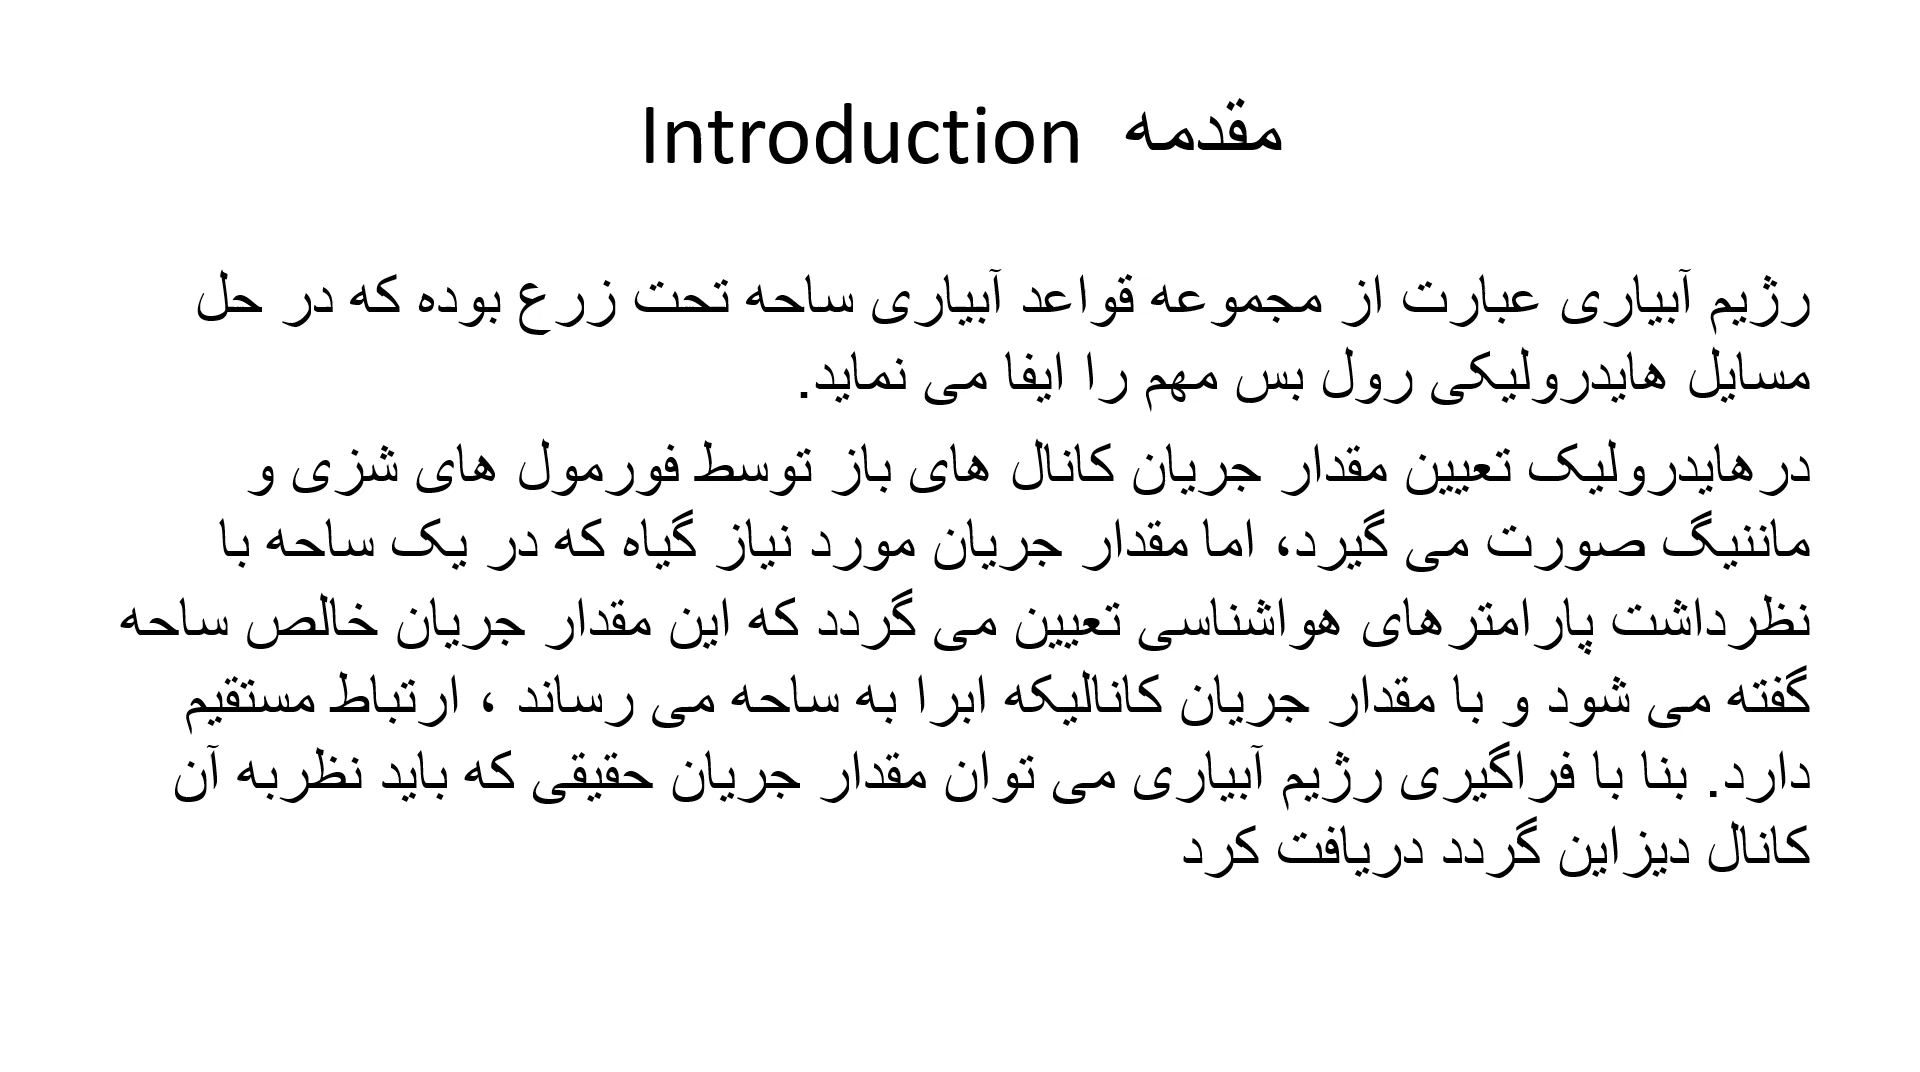 مقدمه Introduction
رژیم آبیاری عبارت از مجموعه قواعد آبیاری ساحه تحت زرع بوده که در حل
مسایل هایدرولیکی رول بس مهم را ایفا می نماید.
درهایدرولیک تعیین مقدار جریان کانال های باز توسط فورمول های شزی و
ماننیگ صورت می گیرد، اما مقدار جریان مورد نیاز گیاه که در یک ساحه با
نظرداشت پارامترهای هواشناسی تعیین می گردد که این مقدار جریان خالص ساحه
گفته می شود و با مقدار جریان کانالیکه ابرا به ساحه می رساند ، ارتباط مستقیم
دارد. بنا با فراگیری رژیم آبیاری می توان مقدار جریان حقیقی که باید نظربه آن
کانال دیزاین گردد دریافت کرد